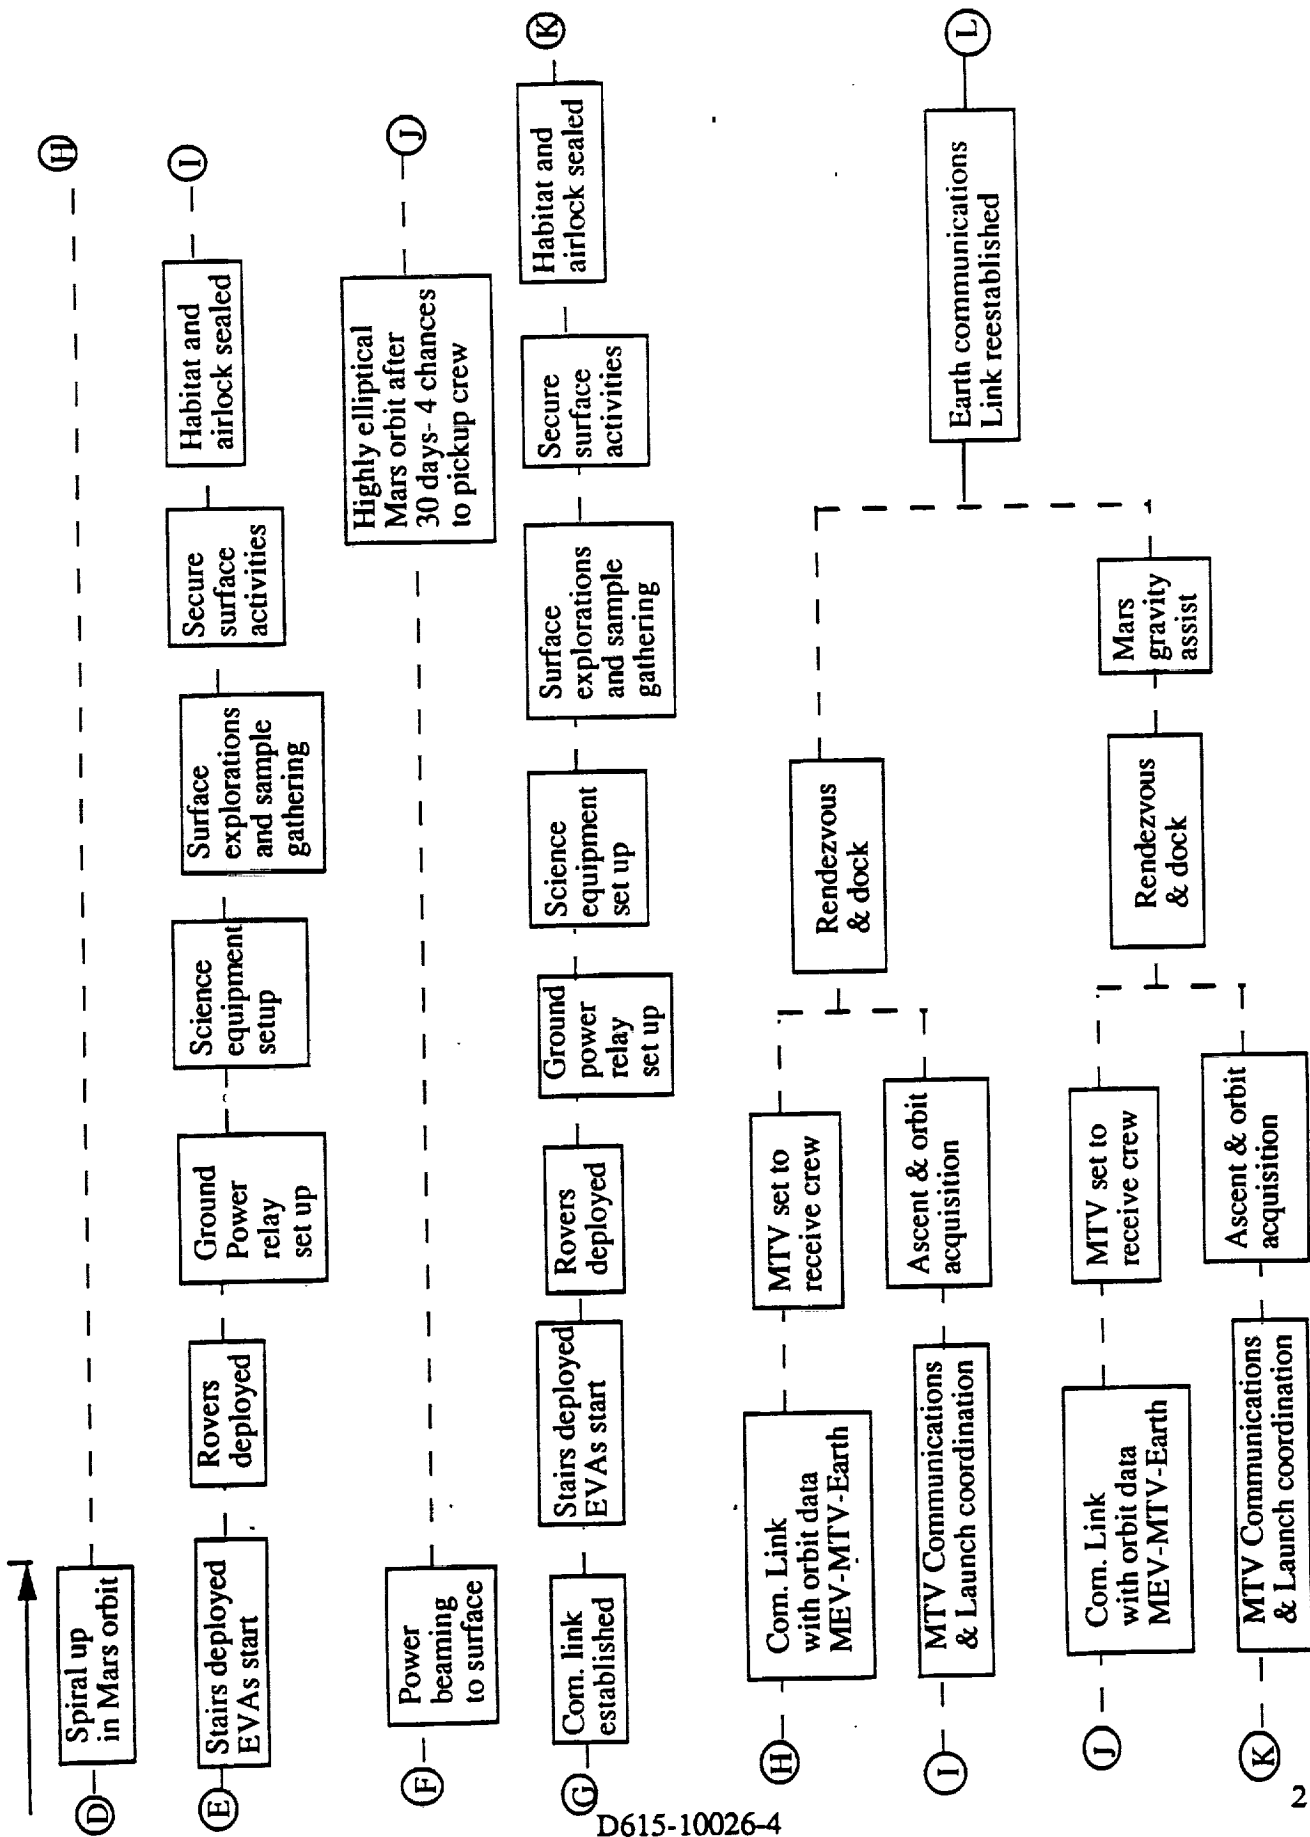 D
Spiral up
in Mars orbit
H
E
Stairs deployed
EVAs start
Rovers
deployed
Ground
Power
relay
set up
Science
equipment
setup
Surface
explorations
and sample
gathering
Secure
surface
activities
Habitat and
airlock sealed
I
F
Power
beaming
to surface
Highly elliptical
Mars orbit after
30 days- 4 chances
to pickup crew
J
G
Com. link
established
Stairs deployed
EVAs start
Rovers
deployed
Ground
power
relay
set up
Science
equipment
set up
Surface
explorations
and sample
gathering
Secure
surface
activities
Habitat and
airlock sealed
K
H
Com. Link
with orbit data
MEV-MTV-Earth
MTV set to
receive crew
I
MTV Communications
& Launch coordination
Ascent & orbit
acquisition
Rendezvous
& dock
J
Com. Link
with orbit data
MEV-MTV-Earth
MTV set to
receive crew
K
MTV Communications
& Launch coordination
Ascent & orbit
acquisition
Rendezvous
& dock
Mars
gravity
assist
Earth communications
Link reestablished
L
D615-10026-4
2